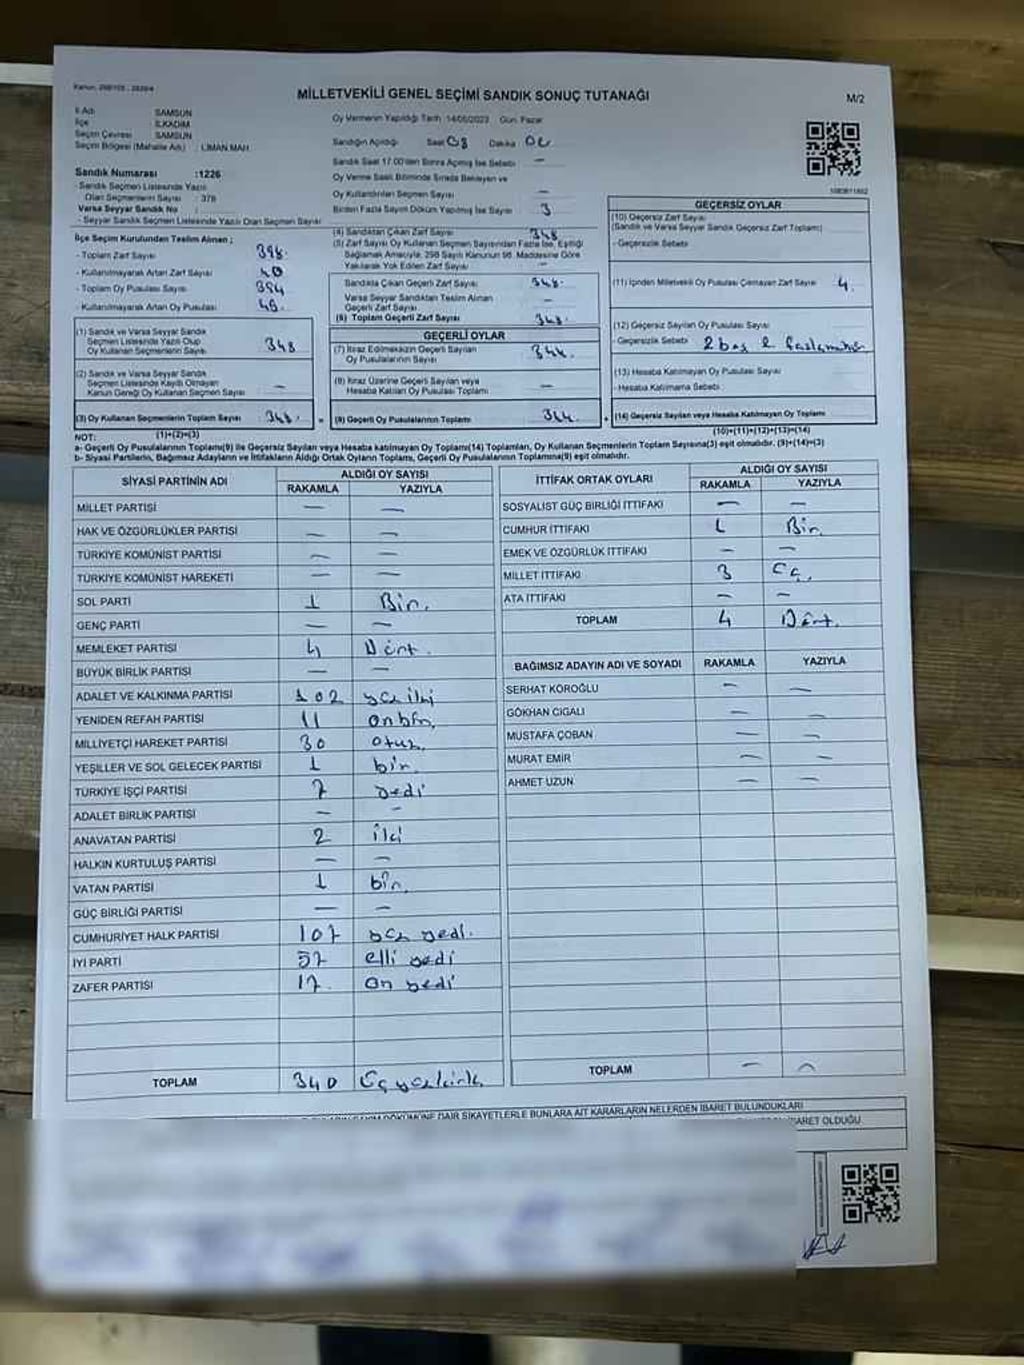 MİLLETVEKİLİ GENEL SEÇİMİ SANDIK SONUÇ TUTANAĞI
M/2
İl Adı SAMSUN
İlçe İLKADIM
Seçim Çevresi SAMSUN
Seçim Bölgesi (Mahalle Adı) : LİMAN MAH.
Sandık Numarası :1226
- Sandık Seçmen Listesinde Yazılı
Olan Seçmenlerin Sayısı : 378
Varsa Seyyar Sandık No :
- Seyyar Sandık Seçmen Listesinde Yazılı Olan Seçmen Sayısı
Oy Vermenin Yapıldığı Tarih :14/05/2023 Gün: Pazar
Sandığın Açıldığı Saat 08 Dakika
Sandık Saat 17.00'den Sonra Açılmış İse Sebebi —
Oy Verme Saati Bitiminde Sırada Bekleyen ve
Oy Kullandırılan Seçmen Sayısı —
Birden Fazla Sayım Döküm Yapılmış İse Sayısı 3
İlçe Seçim Kurulundan Teslim Alınan ;
- Toplam Zarf Sayısı 398
- Kullanılmayarak Artan Zarf Sayısı
- Toplam Oy Pusulası Sayısı
- Kullanılmayarak Artan Oy Pusulası
(1) Sandık ve Varsa Seyyar Sandık
Seçmen Listesinde Yazılı Olup
Oy Kullanan Seçmenlerin Sayısı 348
(2) Sandık ve Varsa Seyyar Sandık
Seçmen Listesinde Kayıtlı Olmayan
Kanun Gereği Oy Kullanan Seçmen Sayısı —
(3) Oy Kullanan Seçmenlerin Toplam Sayısı 348.
(1)+(2)=(3)
(4) Sandıktan Çıkan Zarf Sayısı 348
(5) Zarf Sayısı Oy Kullanan Seçmen Sayısından Fazla İse, Eşitliği
Sağlamak Amacıyla, 298 Sayılı Kanunun 98. Maddesine Göre
Yakılarak Yok Edilen Zarf Sayısı —
Sandıkta Çıkan Geçerli Zarf Sayısı 348.
Varsa Seyyar Sandıktan Teslim Alınan
Geçerli Zarf Sayısı —
(6) Toplam Geçerli Zarf Sayısı 348.
GEÇERLİ OYLAR
(7) İtiraz Edilmeksizin Geçerli Sayılan
Oy Pusulalarının Sayısı 344.
(8) İtiraz Üzerine Geçerli Sayılan veya
Hesaba Katılan Oy Pusulası Toplamı —
(9) Geçerli Oy Pusulalarının Toplamı 344
GEÇERSİZ OYLAR
(10) Geçersiz Zarf Sayısı
(Sandık ve Varsa Seyyar Sandık Geçersiz Zarf Toplamı)
- Geçersizlik Sebebi
(11) İçinden Milletvekili Oy Pusulası Çıkmayan Zarf Sayısı 4.
(12) Geçersiz Sayılan Oy Pusulası Sayısı
- Geçersizlik Sebebi 2 boş 2
(13) Hesaba Katılmayan Oy Pusulası Sayısı
- Hesaba Katılmama Sebebi
(14) Geçersiz Sayılan veya Hesaba Katılmayan Oy Toplamı
(10)+(11)+(12)+(13)=(14)
NOT:
a- Geçerli Oy Pusulalarının Toplamı(9) ile Geçersiz Sayılan veya Hesaba katılmayan Oy Toplamı(14) Toplamları, Oy Kullanan Seçmenlerin Toplam Sayısına(3) eşit olmalıdır. (9)+(14)=(3)
b- Siyasi Partilerin, Bağımsız Adayların ve İttifakların Aldığı Ortak Oyların Toplamı, Geçerli Oy Pusulalarının Toplamına(9) eşit olmalıdır.
SİYASİ PARTİNİN ADI ALDIĞI OY SAYISI
RAKAMLA YAZIYLA
MİLLET PARTİSİ — —
HAK VE ÖZGÜRLÜKLER PARTİSİ — —
TÜRKİYE KOMÜNİST PARTİSİ — —
TÜRKİYE KOMÜNİST HAREKETİ — —
SOL PARTİ 1 Bir.
GENÇ PARTİ — —
MEMLEKET PARTİSİ 4 Dört.
BÜYÜK BİRLİK PARTİSİ — —
ADALET VE KALKINMA PARTİSİ 102 yüz iki
YENİDEN REFAH PARTİSİ 11 onbir.
MİLLİYETÇİ HAREKET PARTİSİ 30 otuz.
YEŞİLLER VE SOL GELECEK PARTİSİ 1 bir.
TÜRKİYE İŞÇİ PARTİSİ 7 yedi
ADALET BİRLİK PARTİSİ — —
ANAVATAN PARTİSİ 2 iki
HALKIN KURTULUŞ PARTİSİ — —
VATAN PARTİSİ 1 bir.
GÜÇ BİRLİĞİ PARTİSİ — —
CUMHURİYET HALK PARTİSİ 107 yüz yedi.
İYİ PARTİ 57 elli yedi
ZAFER PARTİSİ 17. on yedi
TOPLAM 340 Üç yüz kırk
İTTİFAK ORTAK OYLARI ALDIĞI OY SAYISI
RAKAMLA YAZIYLA
SOSYALİST GÜÇ BİRLİĞİ İTTİFAKI — —
CUMHUR İTTİFAKI 1 Bir.
EMEK VE ÖZGÜRLÜK İTTİFAKI — —
MİLLET İTTİFAKI 3 Üç.
ATA İTTİFAKI — —
TOPLAM 4 Dört.
BAĞIMSIZ ADAYIN ADI VE SOYADI RAKAMLA YAZIYLA
SERHAT KÖROĞLU — —
GÖKHAN CIGALI — —
MUSTAFA ÇOBAN — —
MURAT EMİR — —
AHMET UZUN — —
TOPLAM — —
DÖKÜMÜNE DAİR ŞİKAYETLERLE BUNLARA AİT KARARLARIN NELERDEN İBARET BULUNDUKLARI
İBARET OLDUĞU